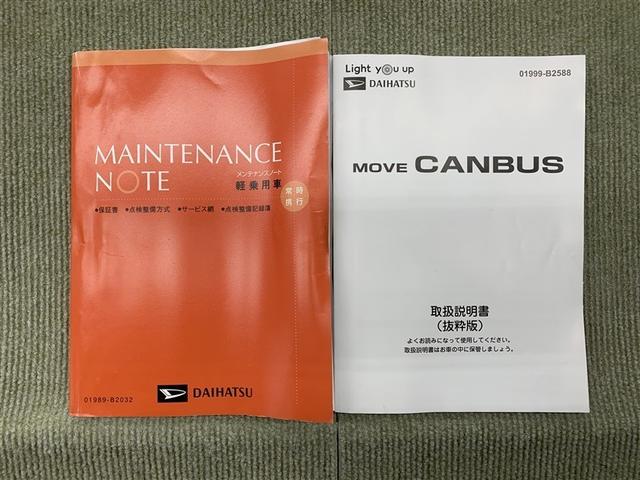 MAINTENANCE
NOTE
メンテナンスノート
軽乗用車
常時
携行
●保証書 ●点検整備方式 ●サービス網 ●点検整備記録簿
DAIHATSU
01989-B2032
Light you up
DAIHATSU
01999-B2588
MOVE CANBUS
取扱説明書
(抜粋版)
よくお読みになって使用してください。
取扱説明書はお車の中に保管しましょう。